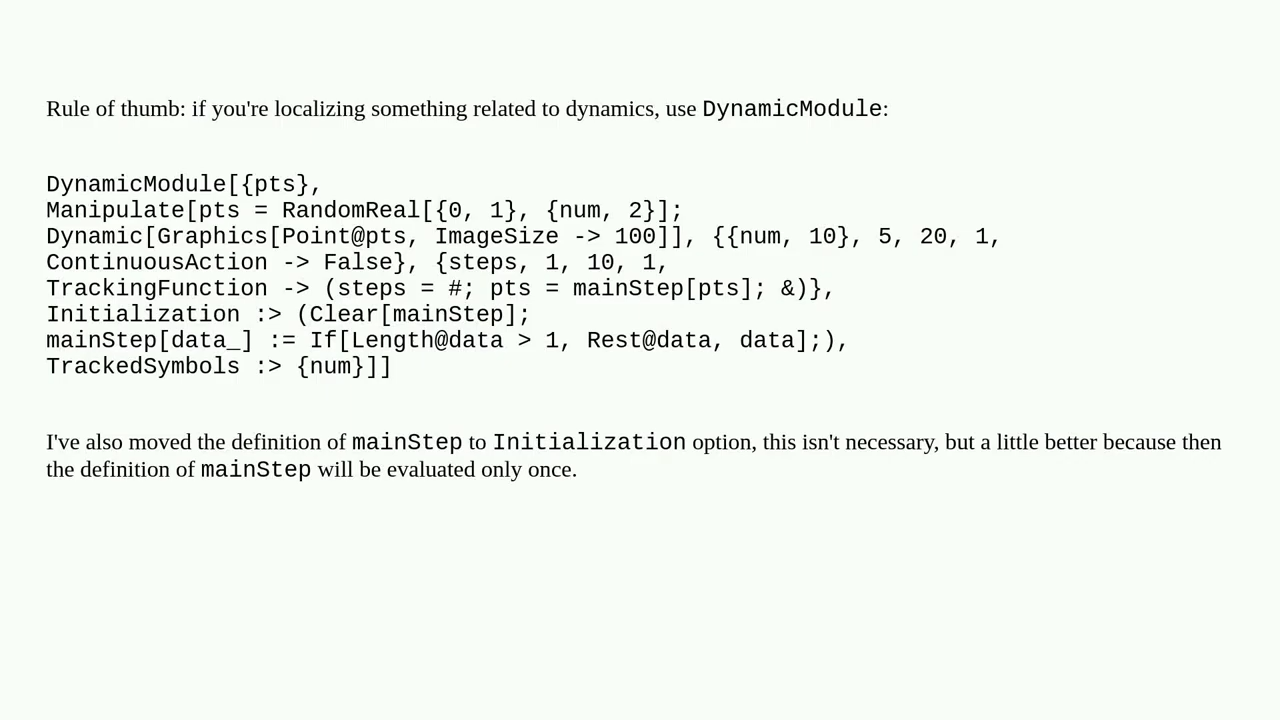 Rule of thumb: if you're localizing something related to dynamics, use DynamicModule:
DynamicModule[{pts},
Manipulate[pts = RandomReal[{0, 1}, {num, 2}];
Dynamic[Graphics[Point@pts, ImageSize -> 100]], {{num, 10}, 5, 20, 1,
ContinuousAction -> False}, {steps, 1, 10, 1,
TrackingFunction -> (steps = #; pts = mainStep[pts]; &)},
Initialization :> (Clear[mainStep];
mainStep[data_] := If[Length@data > 1, Rest@data, data];),
TrackedSymbols :> {num}]]
I've also moved the definition of mainStep to Initialization option, this isn't necessary, but a little better because then
the definition of mainStep will be evaluated only once.